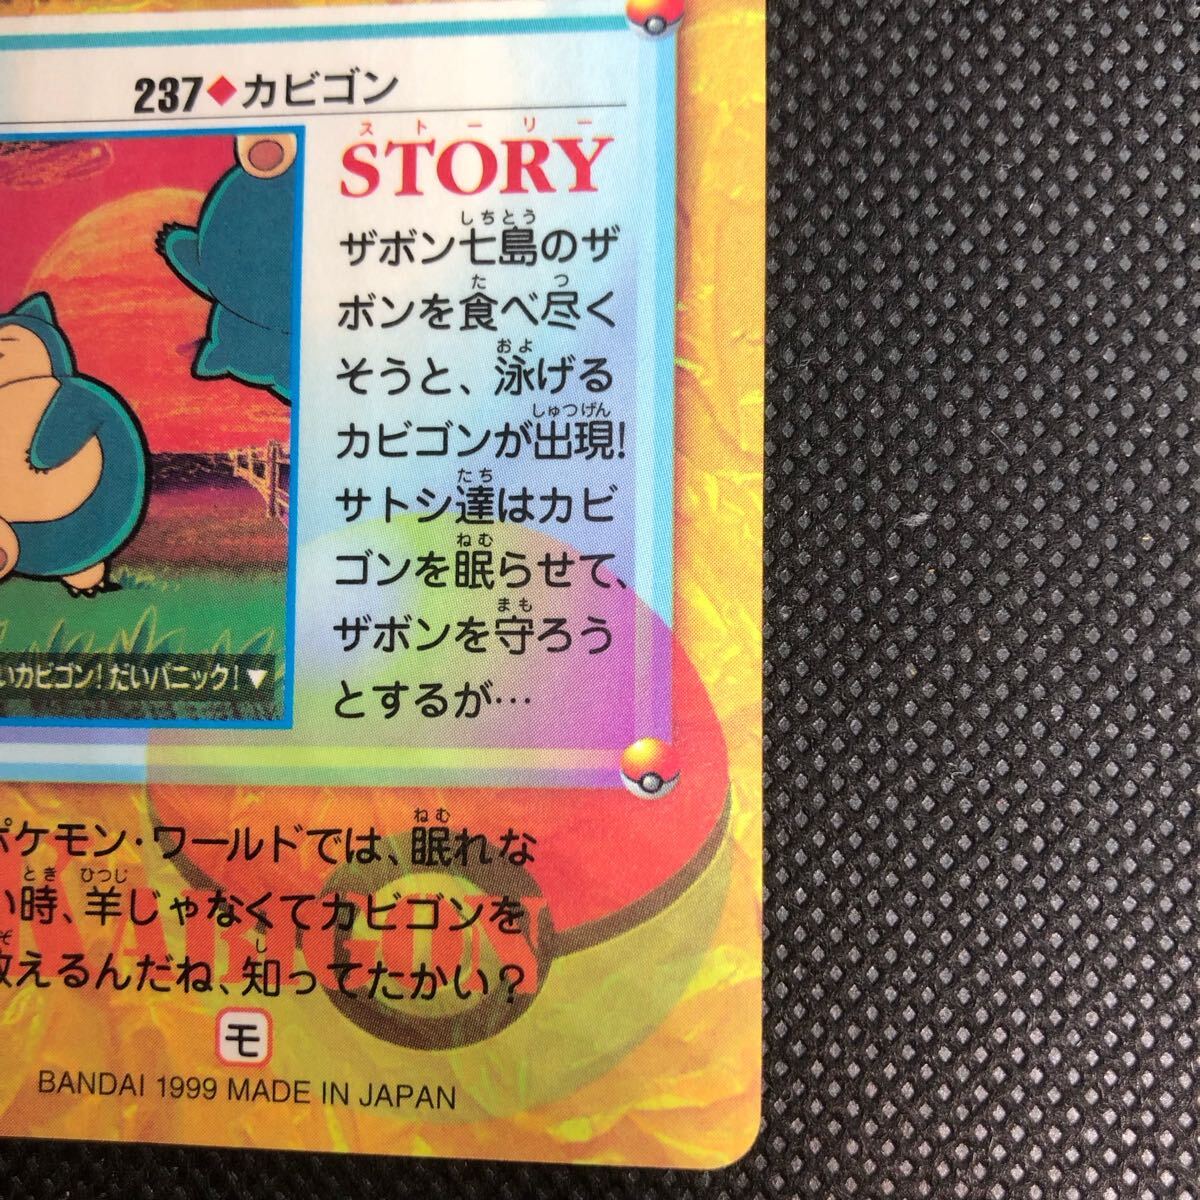 237◆カビゴン
ストーリー
STORY
しちとう
ザボン七島のザ
た つ
ボンを食べ尽く
およ
そうと、泳げる
しゅつげん
カビゴンが出現!
たち
サトシ達はカビ
ねむ
ゴンを眠らせて、
まも
ザボンを守ろう
とするが…
いカビゴン! だいパニック! ▼
ねむ
ポケモン・ワールドでは、眠れな
とき ひつじ
い時、羊じゃなくてカビゴンを
し
えるんだね、知ってたかい?
KABIGON
モ
BANDAI 1999 MADE IN JAPAN